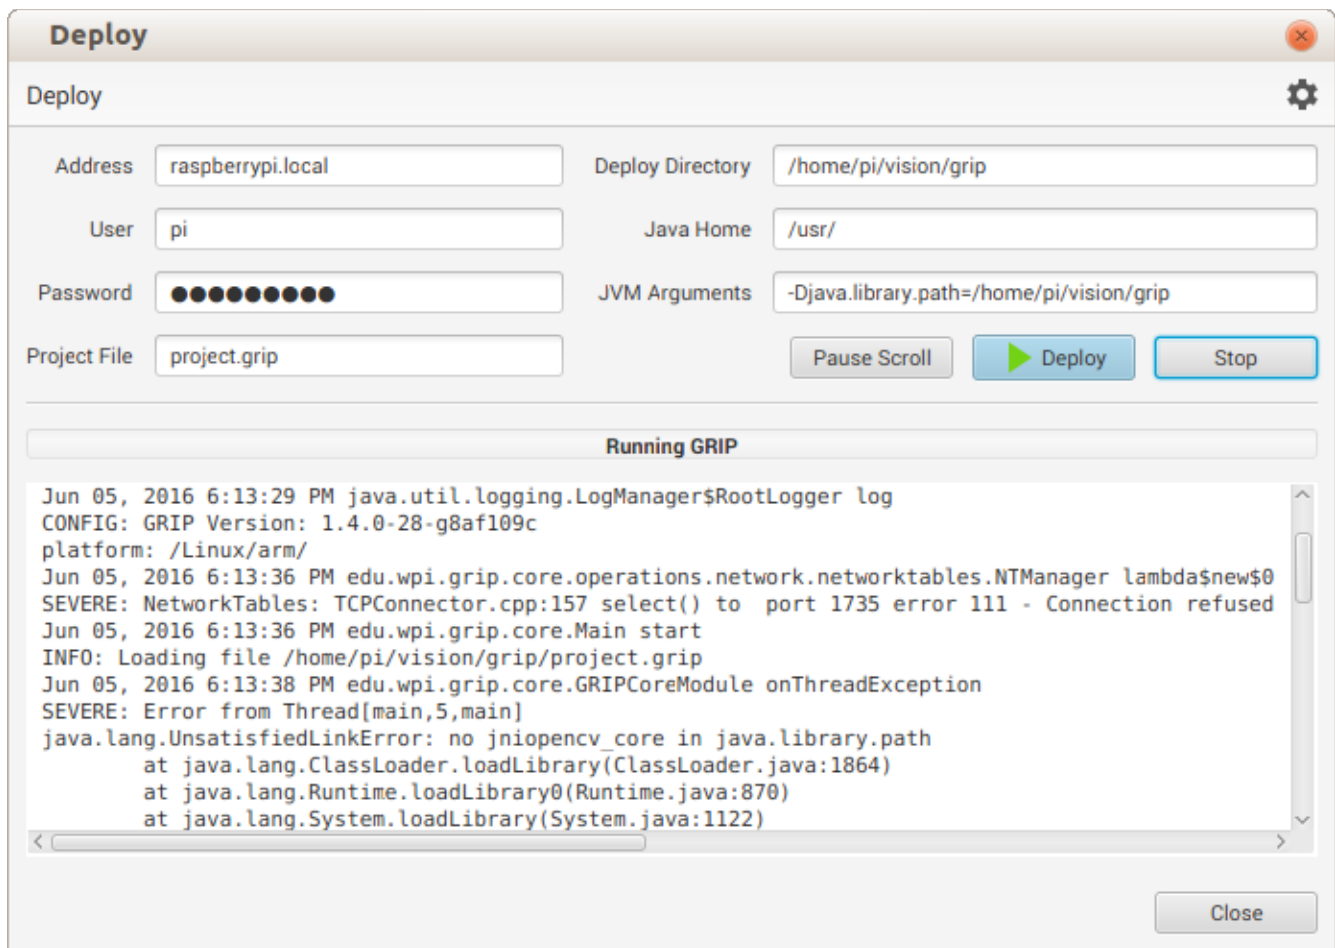 Deploy
Deploy
Address raspberrypi.local Deploy Directory /home/pi/vision/grip
User pi Java Home /usr/
Password ●●●●●●●●● JVM Arguments -Djava.library.path=/home/pi/vision/grip
Project File project.grip Pause Scroll Deploy Stop
Running GRIP
Jun 05, 2016 6:13:29 PM java.util.logging.LogManager$RootLogger log
CONFIG: GRIP Version: 1.4.0-28-g8af109c
platform: /Linux/arm/
Jun 05, 2016 6:13:36 PM edu.wpi.grip.core.operations.network.networktables.NTManager lambda$new$0
SEVERE: NetworkTables: TCPConnector.cpp:157 select() to  port 1735 error 111 - Connection refused
Jun 05, 2016 6:13:36 PM edu.wpi.grip.core.Main start
INFO: Loading file /home/pi/vision/grip/project.grip
Jun 05, 2016 6:13:38 PM edu.wpi.grip.core.GRIPCoreModule onThreadException
SEVERE: Error from Thread[main,5,main]
java.lang.UnsatisfiedLinkError: no jniopencv_core in java.library.path
at java.lang.ClassLoader.loadLibrary(ClassLoader.java:1864)
at java.lang.Runtime.loadLibrary0(Runtime.java:870)
at java.lang.System.loadLibrary(System.java:1122)
Close